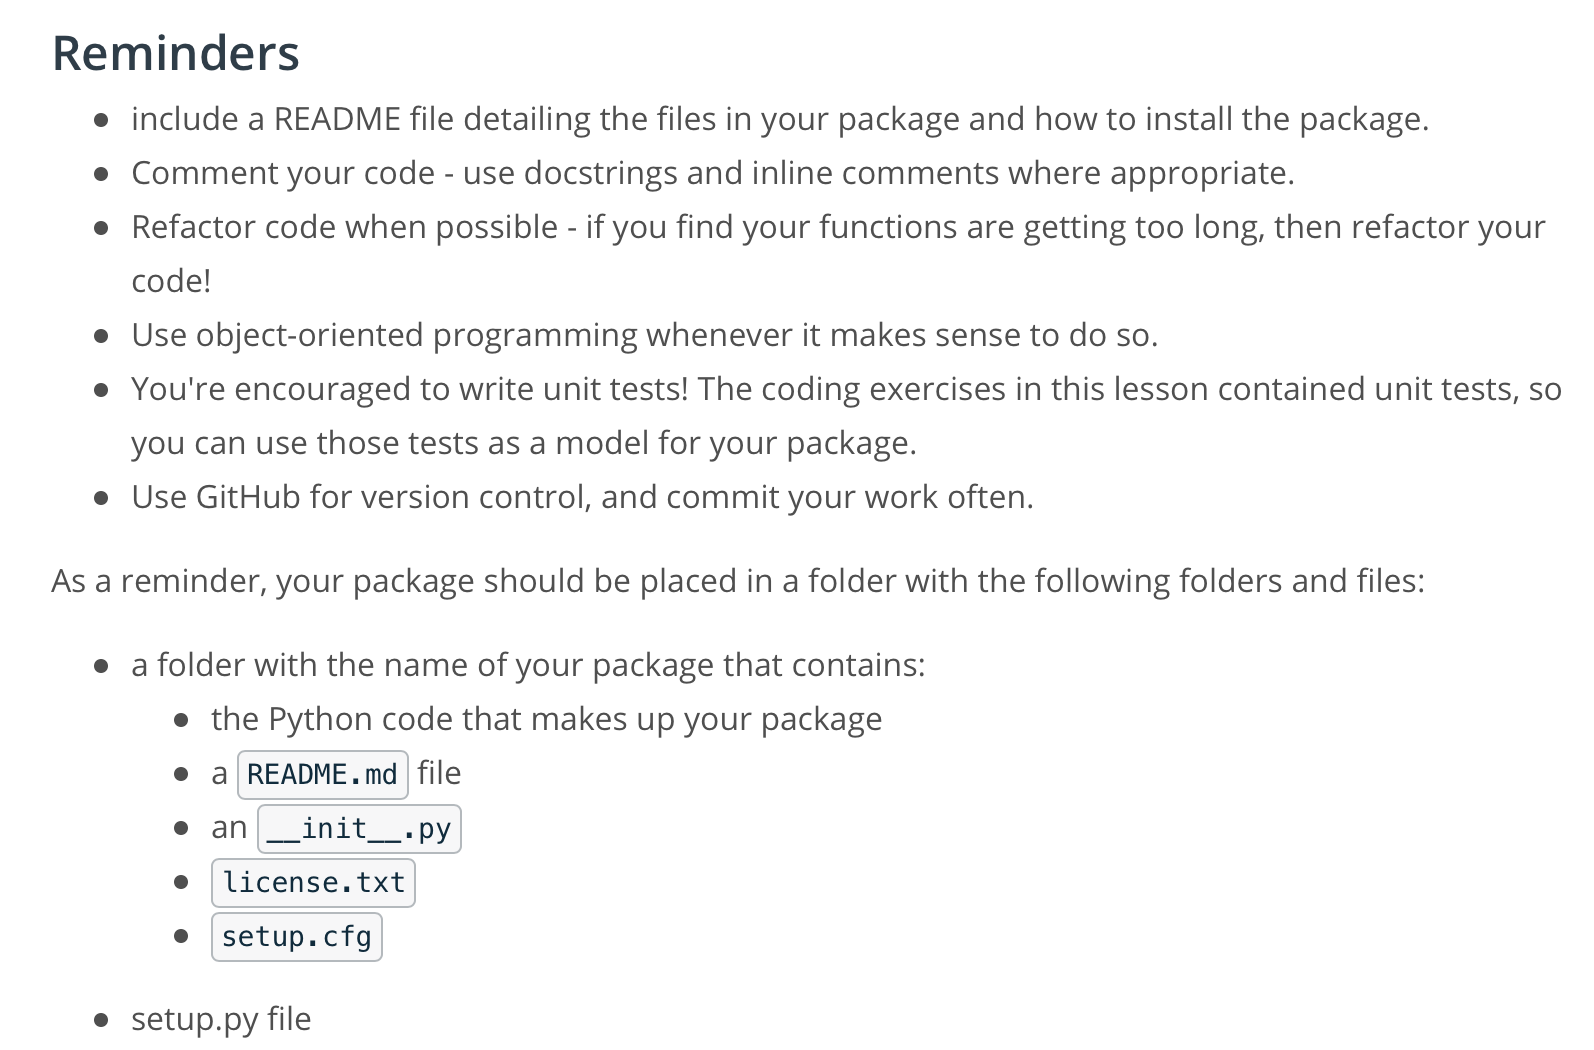 Reminders
include a README file detailing the files in your package and how to install the package.
Comment your code - use docstrings and inline comments where appropriate.
Refactor code when possible - if you find your functions are getting too long, then refactor your
code!
Use object-oriented programming whenever it makes sense to do so.
You're encouraged to write unit tests! The coding exercises in this lesson contained unit tests, so
you can use those tests as a model for your package.
Use GitHub for version control, and commit your work often.
As a reminder, your package should be placed in a folder with the following folders and files:
a folder with the name of your package that contains:
the Python code that makes up your package
a README.md file
an __init__.py
license.txt
setup.cfg
setup.py file